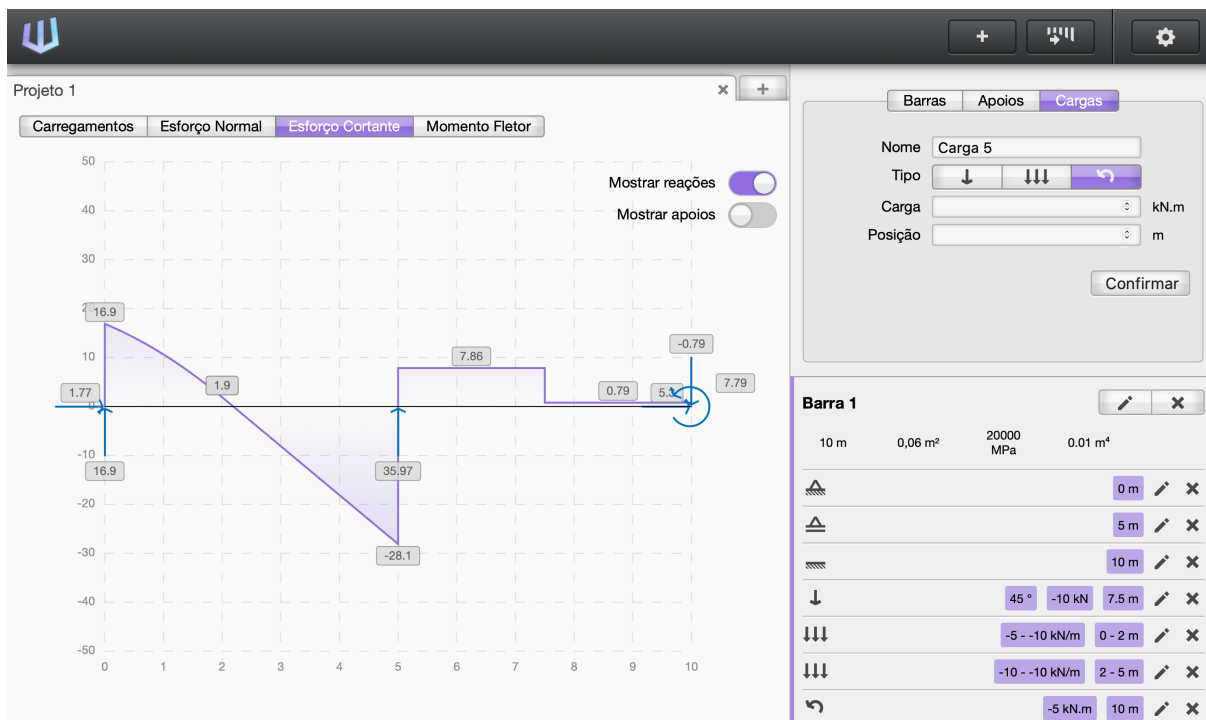 Projeto 1
Carregamentos Esforço Normal Esforço Cortante Momento Fletor
Mostrar reações
Mostrar apoios
50
40
30
20
10
0
-10
-20
-30
-40
-50
0 1 2 3 4 5 6 7 8 9 10
16.9
1.9
7.86
-0.79
1.77
0.79
7.79
16.9
35.97
-28.1
Barras Apoios Cargas
Nome Carga 5
Tipo
Carga kN.m
Posição m
Confirmar
Barra 1
10 m 0,06 m² 20000 MPa 0.01 m⁴
0 m
5 m
10 m
45 ° -10 kN 7.5 m
-5 - -10 kN/m 0 - 2 m
-10 - -10 kN/m 2 - 5 m
-5 kN.m 10 m